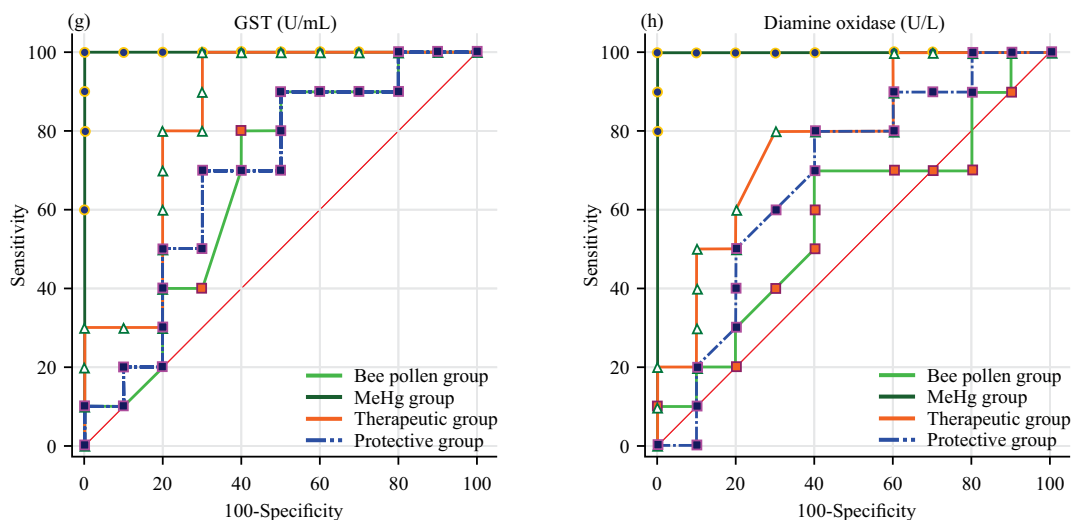 (g) GST (U/mL)
100
80
60
40
20
0
Sensitivity
Bee pollen group
MeHg group
Therapeutic group
Protective group
0 20 40 60 80 100
100-Specificity
(h) Diamine oxidase (U/L)
100
80
60
40
20
0
Sensitivity
Bee pollen group
MeHg group
Therapeutic group
Protective group
0 20 40 60 80 100
100-Specificity